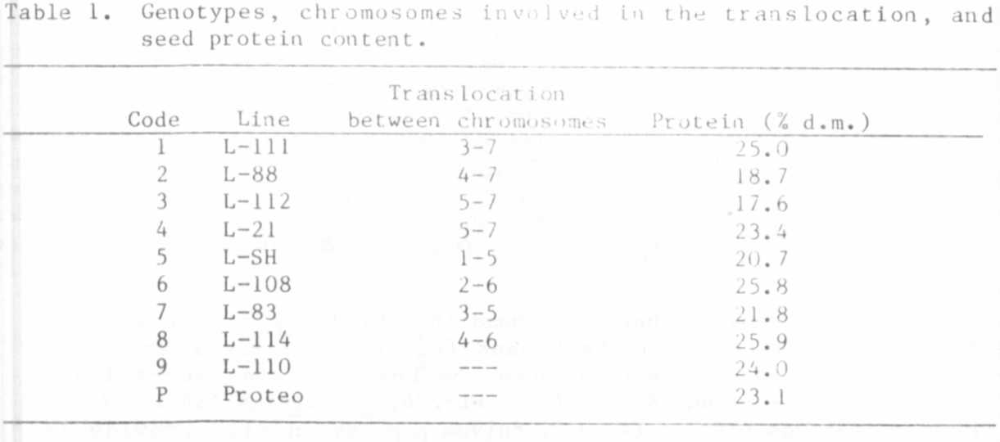 Table 1. Genotypes, chromosomes involved in the translocation, and
seed protein content.
Translocation
Code Line between chromosomes Protein (% d.m.)
1 L-111 3-7 25.0
2 L-88 4-7 18.7
3 L-112 5-7 17.6
4 L-21 5-7 23.4
5 L-SH 1-5 20.7
6 L-108 2-6 25.8
7 L-83 3-5 21.8
8 L-114 4-6 25.9
9 L-110 --- 24.0
P Proteo --- 23.1